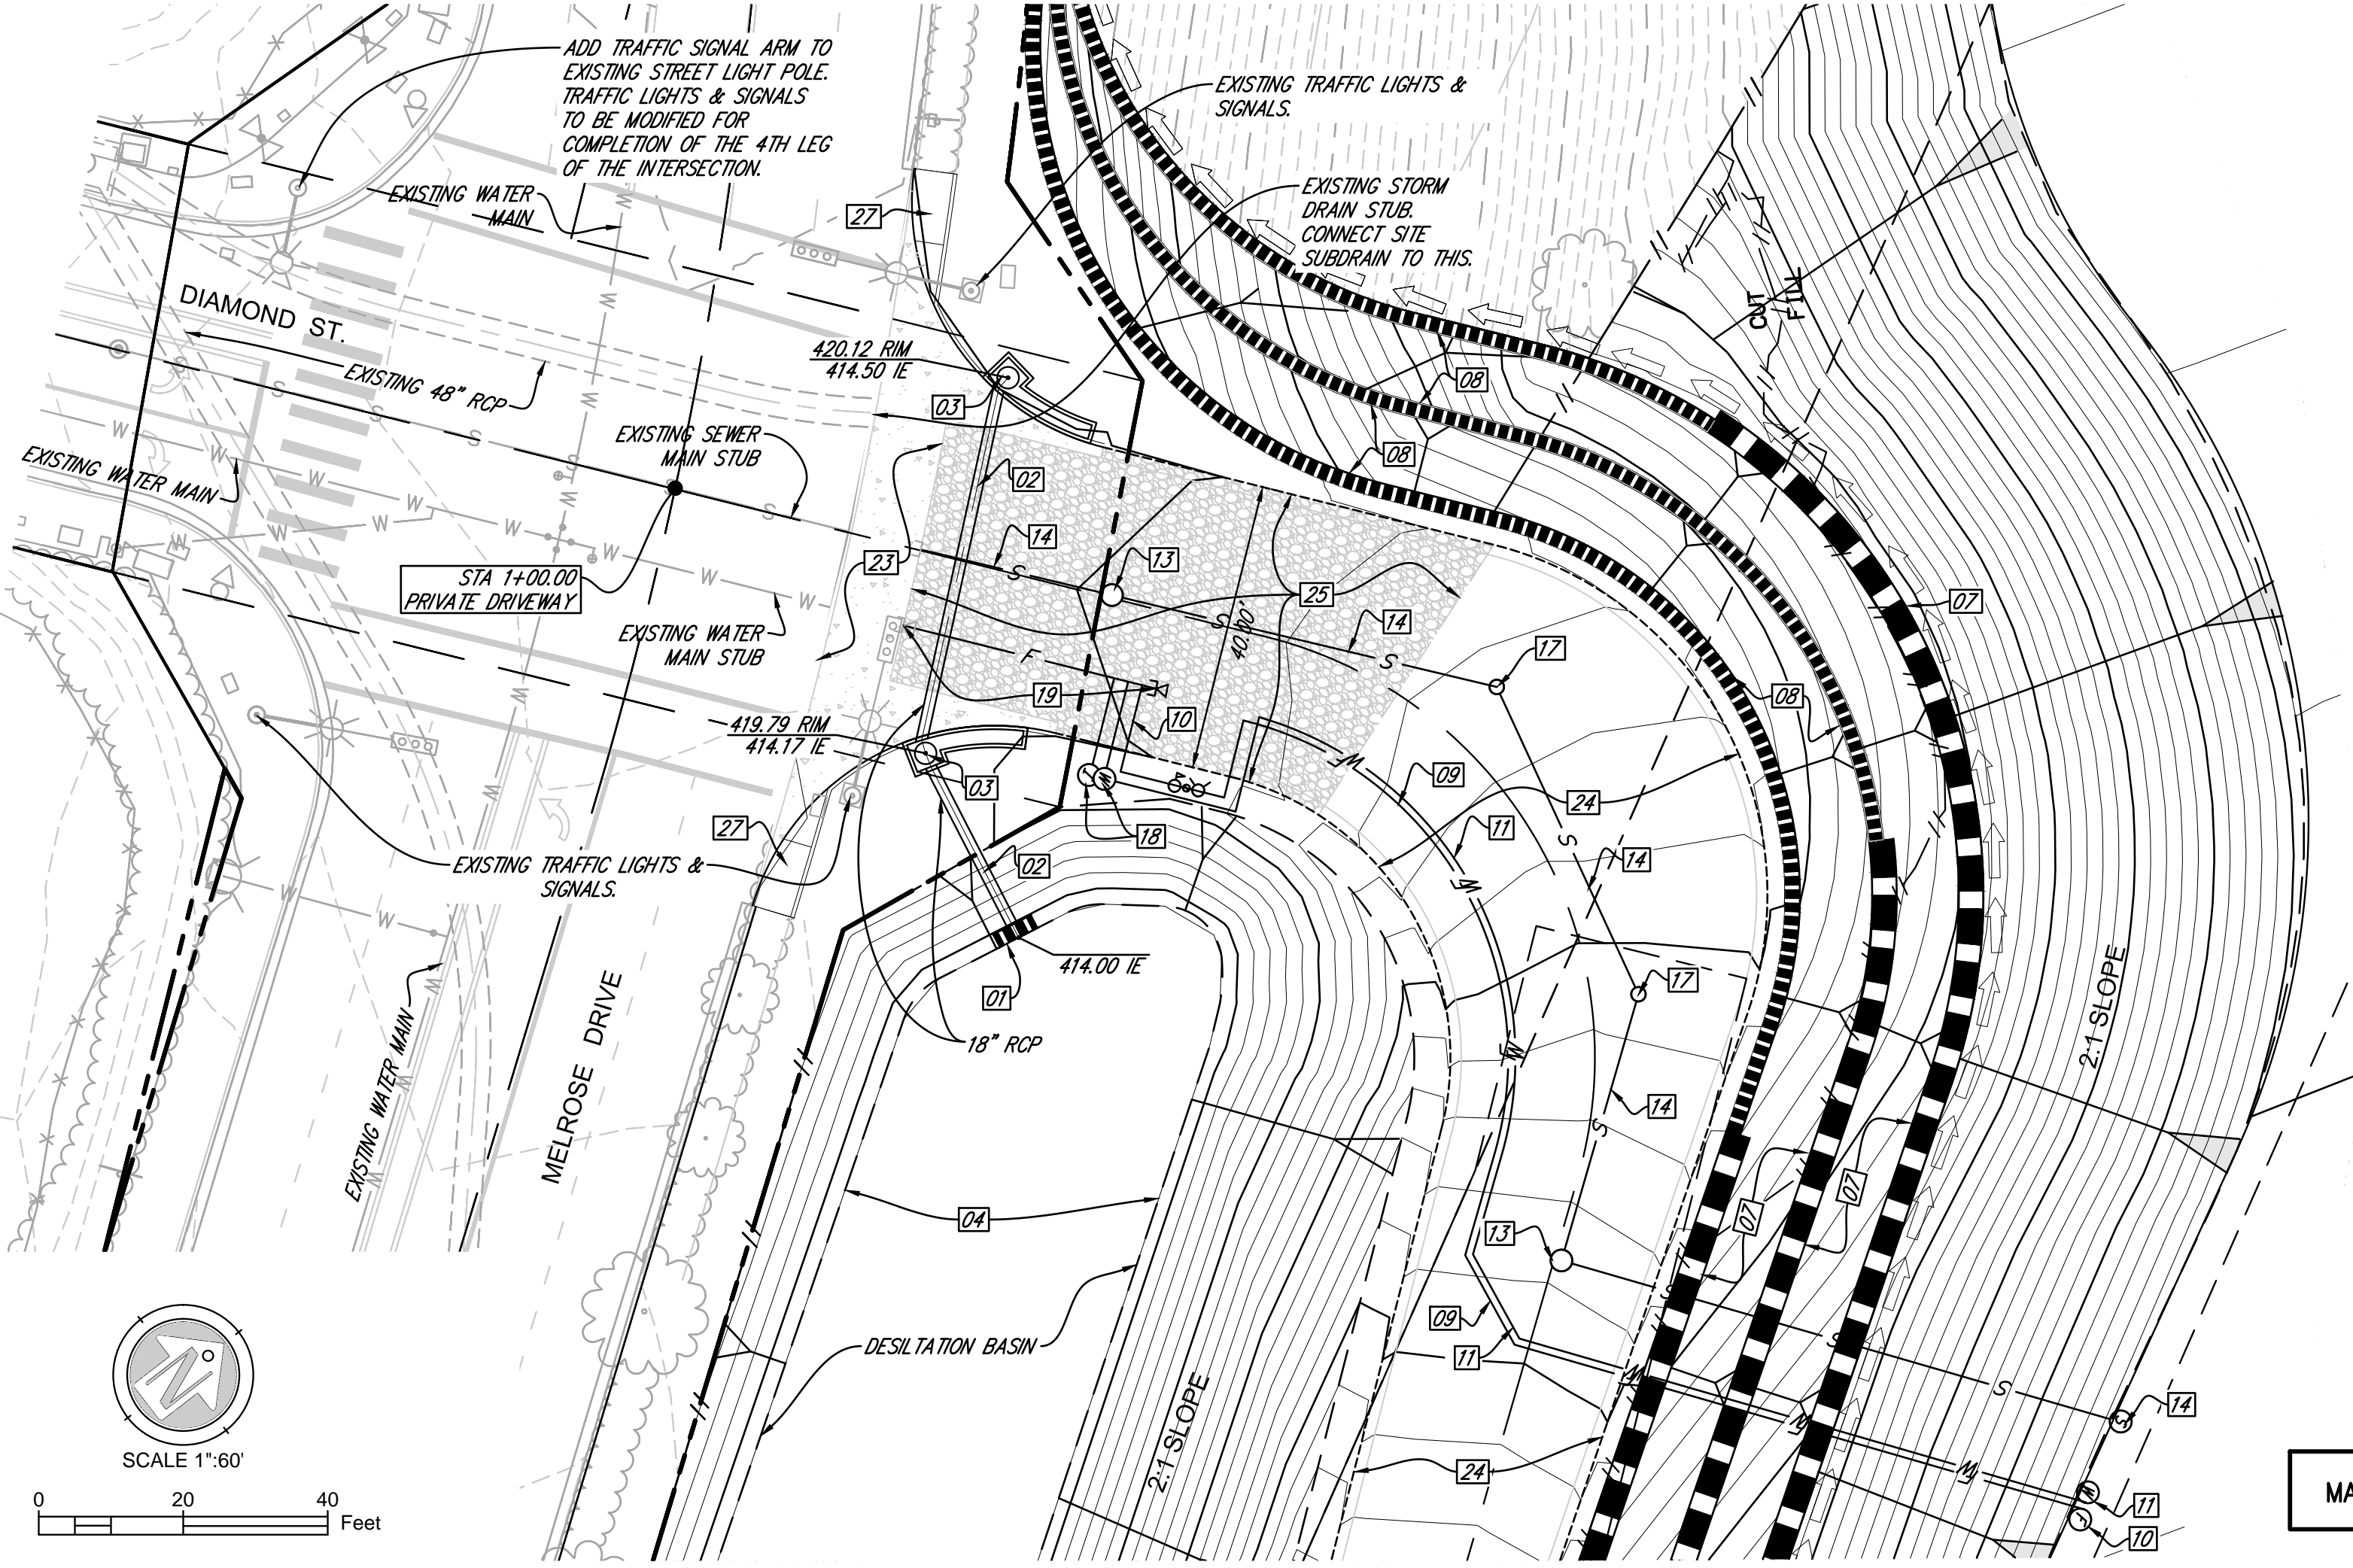 ADD TRAFFIC SIGNAL ARM TO
EXISTING STREET LIGHT POLE.
TRAFFIC LIGHTS & SIGNALS
TO BE MODIFIED FOR
COMPLETION OF THE 4TH LEG
OF THE INTERSECTION.
EXISTING TRAFFIC LIGHTS &
SIGNALS.
EXISTING WATER
MAIN
27
EXISTING STORM
DRAIN STUB.
CONNECT SITE
SUBDRAIN TO THIS.
CUT
FILL
DIAMOND ST.
EXISTING 48" RCP
420.12 RIM
414.50 IE
03
08
08
EXISTING SEWER
MAIN STUB
02
EXISTING WATER MAIN
14
13
23
STA 1+00.00
PRIVATE DRIVEWAY
25
07
14
40.00'
EXISTING WATER
MAIN STUB
17
19
08
10
419.79 RIM
414.17 IE
03
09
24
27
18
11
EXISTING TRAFFIC LIGHTS &
SIGNALS.
02
14
414.00 IE
01
17
18" RCP
2:1 SLOPE
EXISTING WATER MAIN
MELROSE DRIVE
14
04
07
07
13
09
DESILTATION BASIN
11
2:1 SLOPE
14
24
11
10
SCALE 1":60'
0 20 40
Feet
MA
S S S S S S S S S S S S
W W W W W W W W W W W W W W W W W W W
F F F F F F